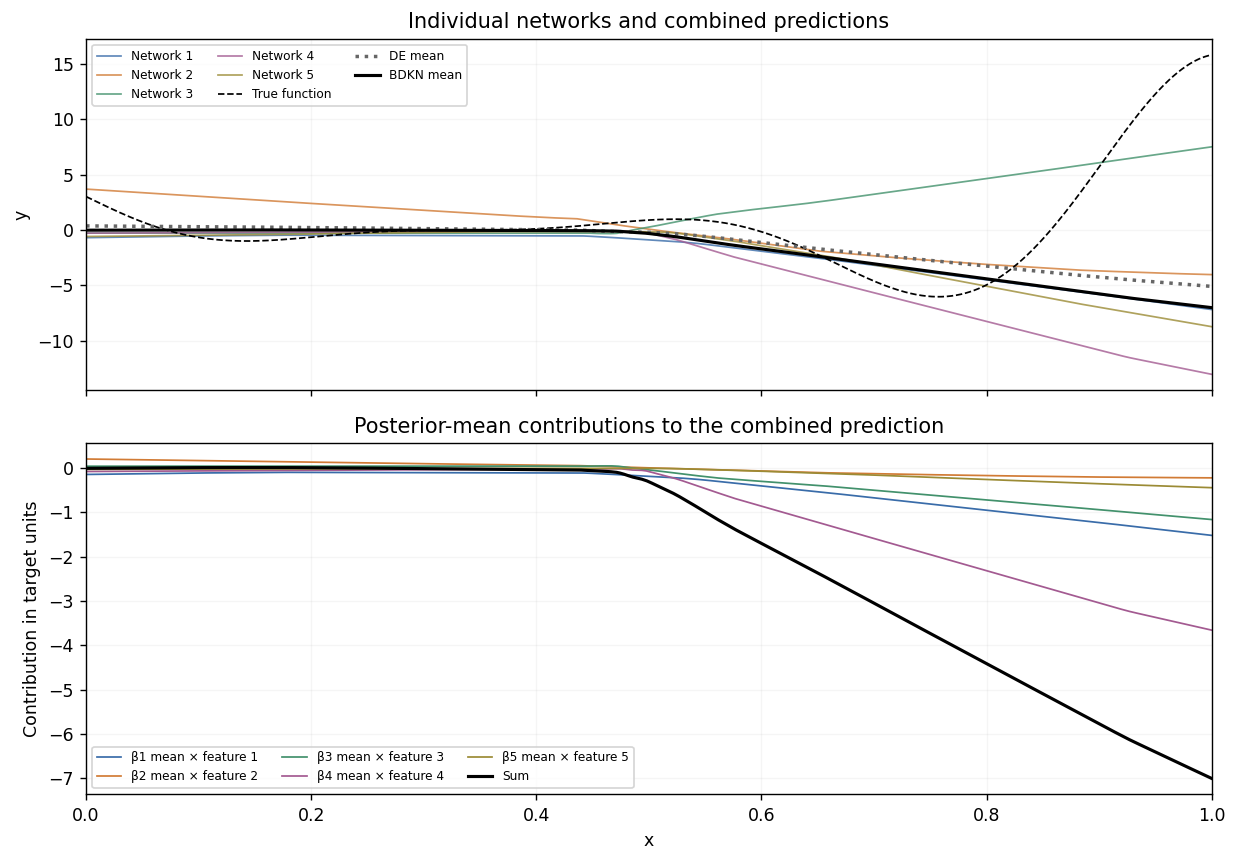 Individual networks and combined predictions
Network 1
Network 2
Network 3
Network 4
Network 5
True function
DE mean
BDKN mean
15
10
5
0
−5
−10
y
Posterior-mean contributions to the combined prediction
0
−1
−2
−3
−4
−5
−6
−7
Contribution in target units
β1 mean × feature 1
β2 mean × feature 2
β3 mean × feature 3
β4 mean × feature 4
β5 mean × feature 5
Sum
0.0 0.2 0.4 0.6 0.8 1.0
x